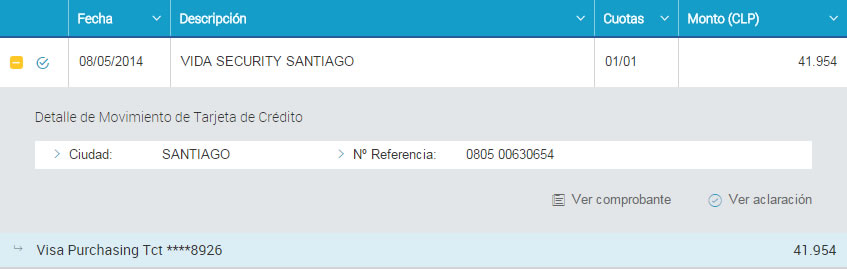 Fecha Descripción Cuotas Monto (CLP)
08/05/2014 VIDA SECURITY SANTIAGO 01/01 41.954
Detalle de Movimiento de Tarjeta de Crédito
Ciudad: SANTIAGO Nº Referencia: 0805 00630654
Ver comprobante Ver aclaración
Visa Purchasing Tct ****8926 41.954